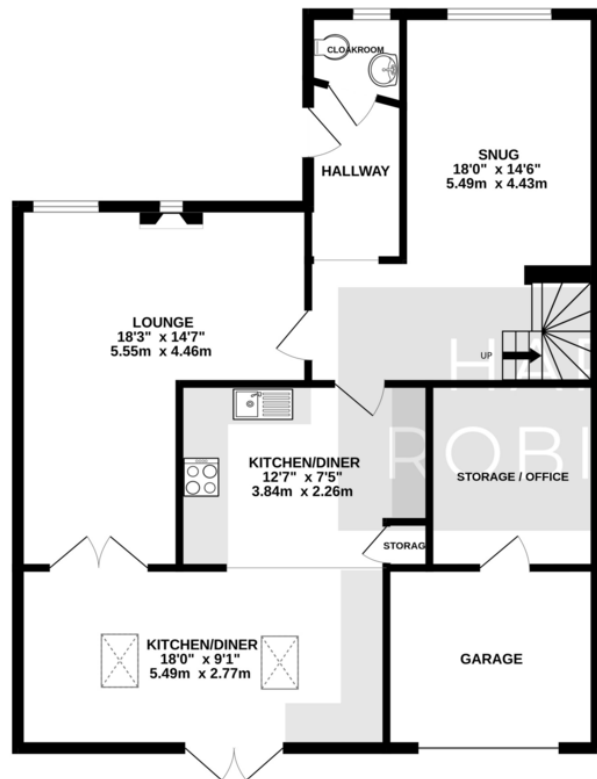 CLOAKROOM
HALLWAY
SNUG
18'0" x 14'6"
5.49m x 4.43m
LOUNGE
18'3" x 14'7"
5.55m x 4.46m
UP
KITCHEN/DINER
12'7" x 7'5"
3.84m x 2.26m
STORAGE / OFFICE
STORAG
KITCHEN/DINER
18'0" x 9'1"
5.49m x 2.77m
GARAGE
HA
ROBI